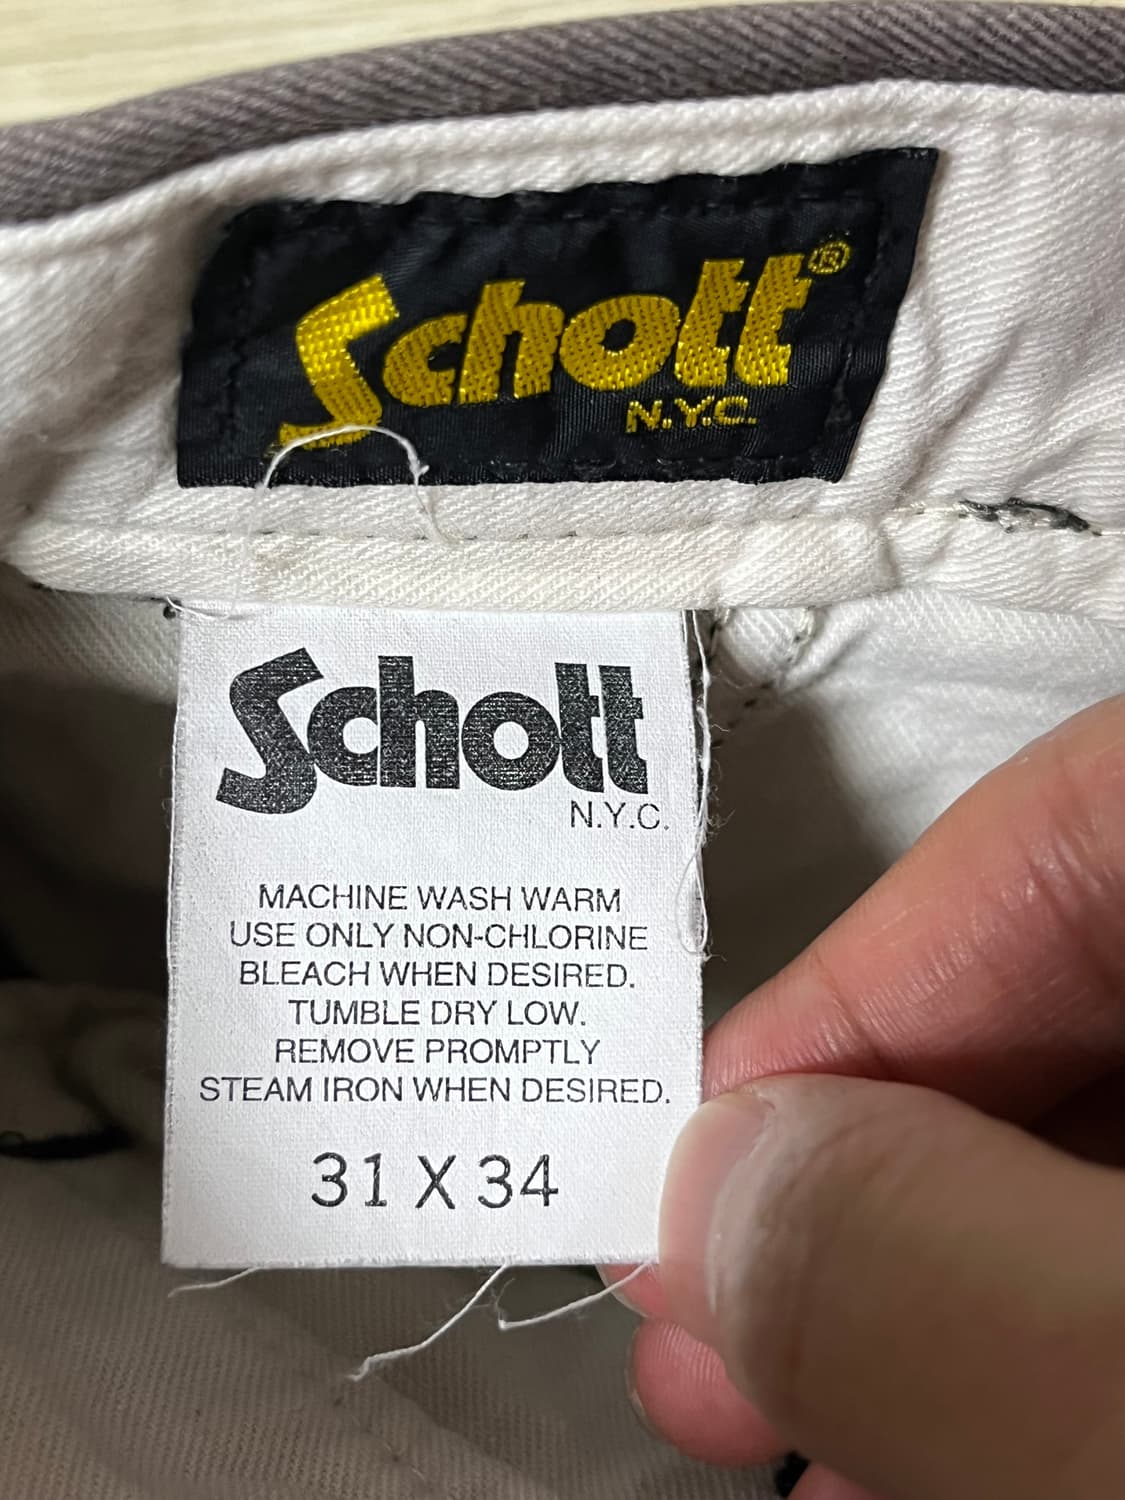 Schott®
N.Y.C.
Schott
N.Y.C.
MACHINE WASH WARM
USE ONLY NON-CHLORINE
BLEACH WHEN DESIRED.
TUMBLE DRY LOW.
REMOVE PROMPTLY
STEAM IRON WHEN DESIRED.
31 X 34